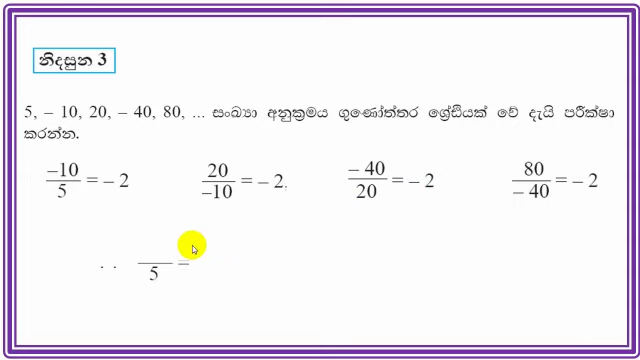 නිදසුන 3
5, – 10, 20, – 40, 80, ... සංඛ්‍යා අනුක්‍රමය ගුණෝත්තර ශ්‍රේඪියක් වේ දැයි පරීක්ෂා
කරන්න.
–10/5 = – 2 20/–10 = – 2. – 40/20 = – 2 80/– 40 = – 2
. . /5 =